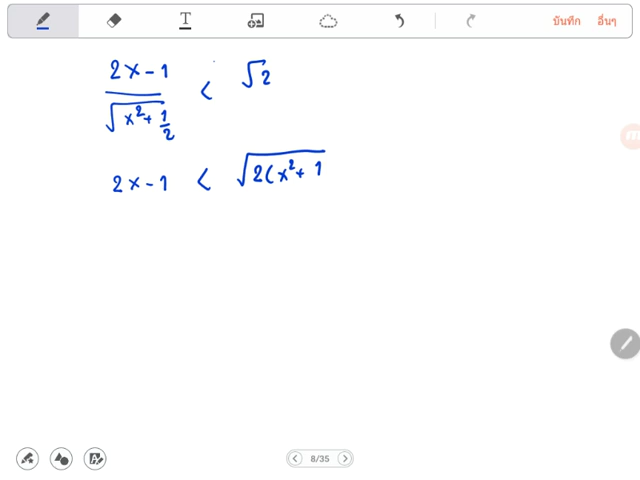 T บันทึก อื่นๆ
2x - 1 / √(x² + 1/2) < √2
2x - 1 < √(2(x² + 1
8/35